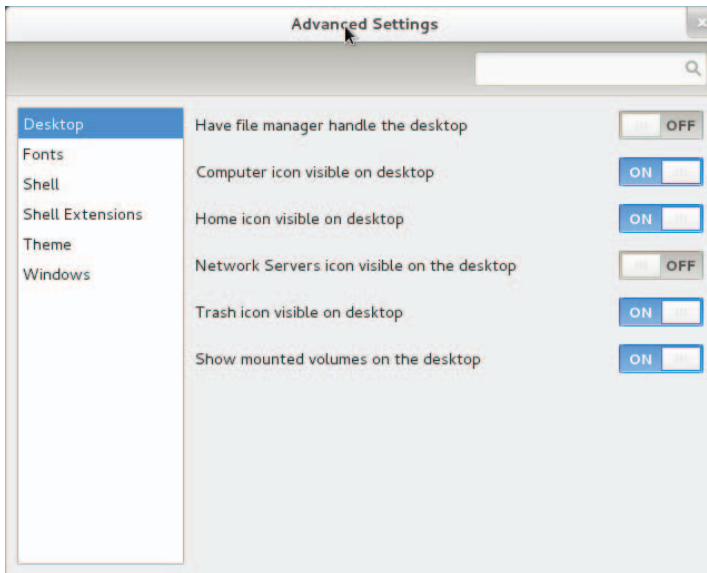 Advanced Settings
Desktop
Fonts
Shell
Shell Extensions
Theme
Windows
Have file manager handle the desktop OFF
Computer icon visible on desktop ON
Home icon visible on desktop ON
Network Servers icon visible on the desktop OFF
Trash icon visible on desktop ON
Show mounted volumes on the desktop ON